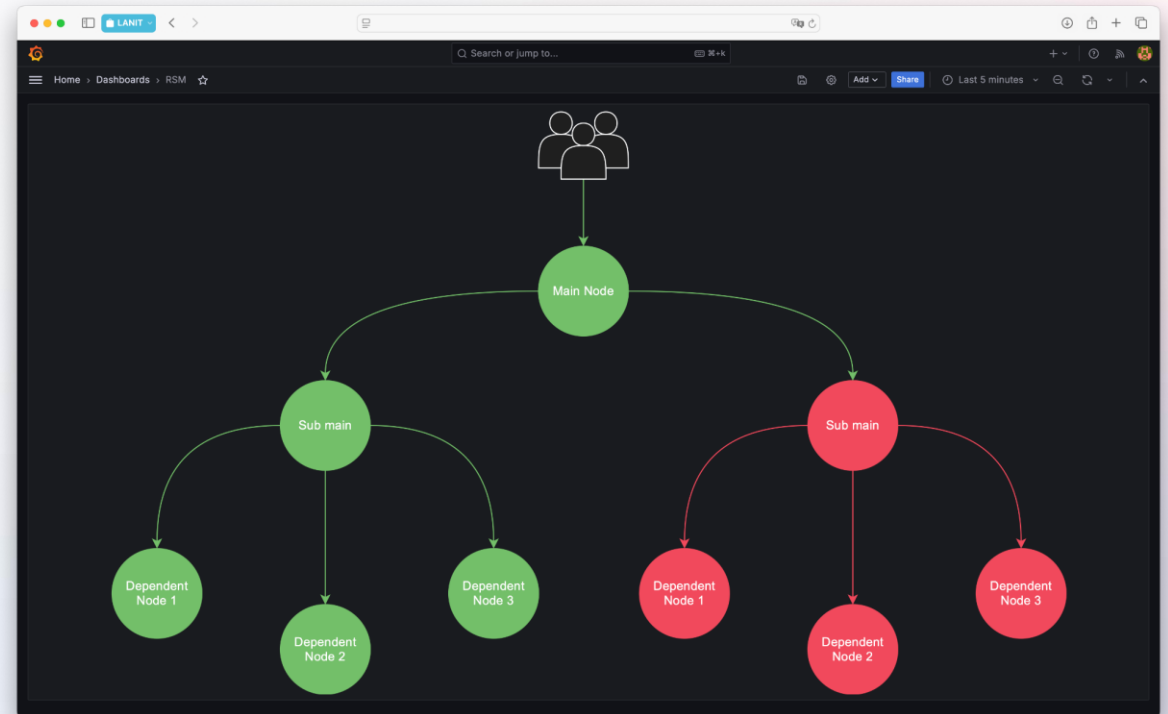 LANIT
Search or jump to... ⌘+k
Home › Dashboards › RSM
Add
Share
Last 5 minutes
Main Node
Sub main
Sub main
Dependent
Node 1
Dependent
Node 3
Dependent
Node 1
Dependent
Node 3
Dependent
Node 2
Dependent
Node 2